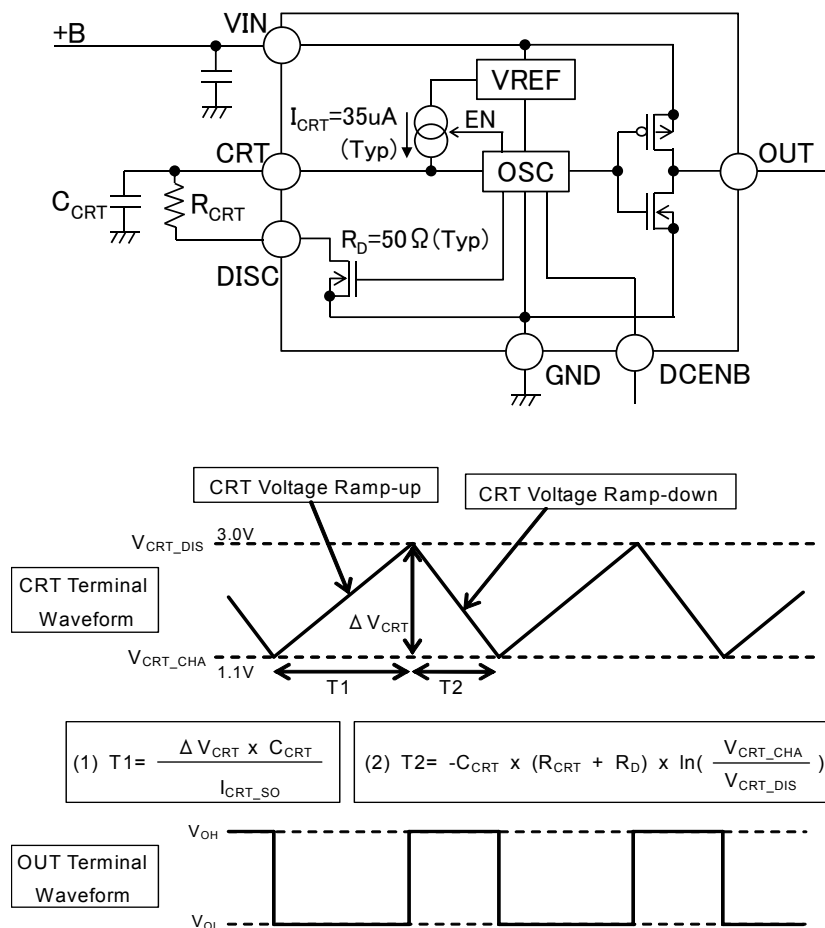 +B
VIN
VREF
I_CRT=35uA
(Typ)
EN
CRT
OSC
OUT
C_CRT
R_CRT
R_D=50Ω(Typ)
DISC
GND
DCENB
CRT Voltage Ramp-up
CRT Voltage Ramp-down
V_CRT_DIS 3.0V
CRT Terminal
Waveform
ΔV_CRT
V_CRT_CHA 1.1V
T1
T2
(1) T1= ΔV_CRT x C_CRT / I_CRT_SO
(2) T2= -C_CRT x (R_CRT + R_D) x ln( V_CRT_CHA / V_CRT_DIS )
V_OH
OUT Terminal
Waveform
V_OL